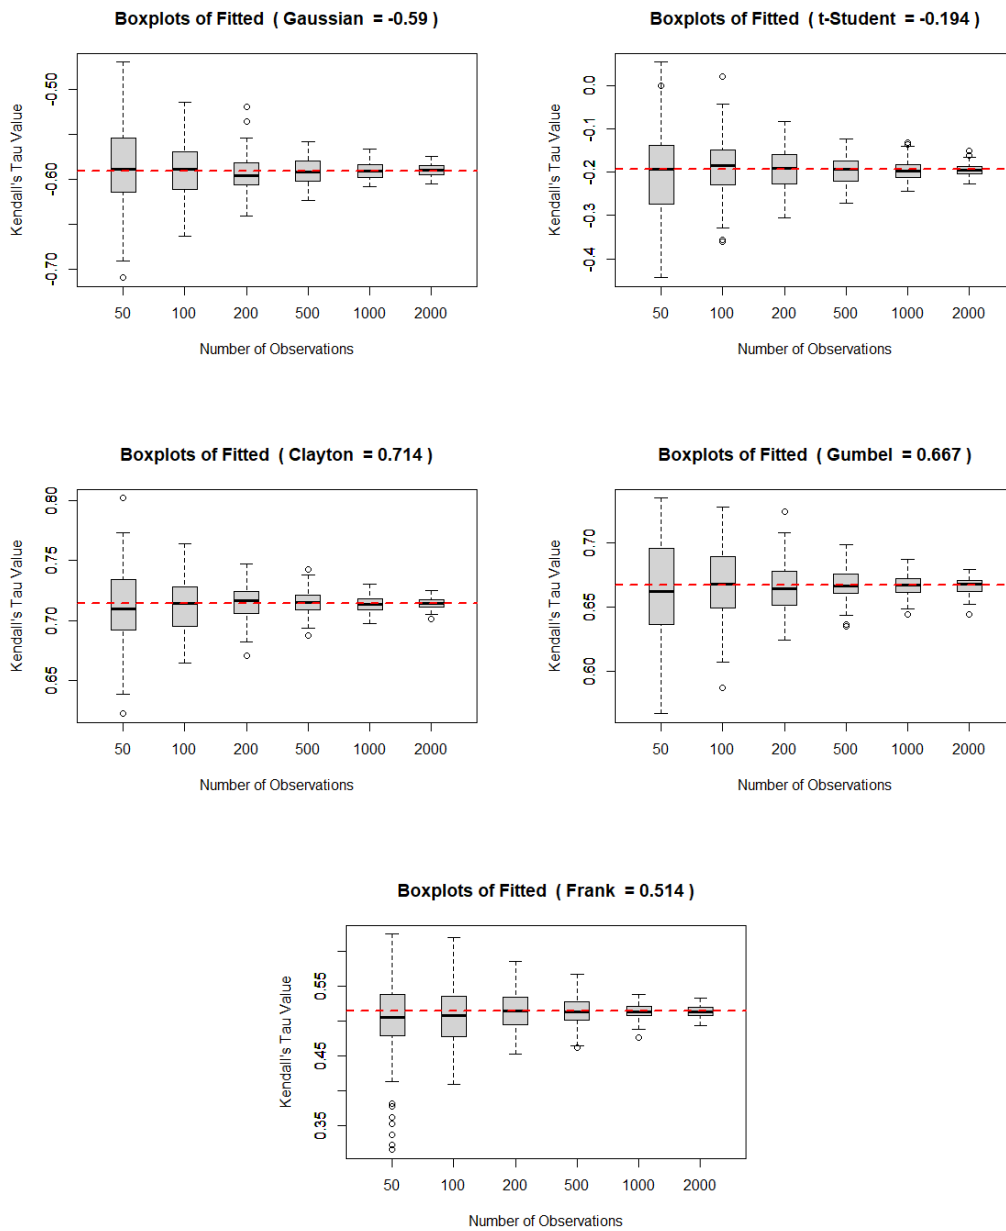 Boxplots of Fitted ( Gaussian = -0.59 )
Kendall's Tau Value
-0.50
-0.60
-0.70
50 100 200 500 1000 2000
Number of Observations
Boxplots of Fitted ( t-Student = -0.194 )
Kendall's Tau Value
0.0
-0.1
-0.2
-0.3
-0.4
50 100 200 500 1000 2000
Number of Observations
Boxplots of Fitted ( Clayton = 0.714 )
Kendall's Tau Value
0.80
0.75
0.70
0.65
50 100 200 500 1000 2000
Number of Observations
Boxplots of Fitted ( Gumbel = 0.667 )
Kendall's Tau Value
0.70
0.65
0.60
50 100 200 500 1000 2000
Number of Observations
Boxplots of Fitted ( Frank = 0.514 )
Kendall's Tau Value
0.55
0.45
0.35
50 100 200 500 1000 2000
Number of Observations